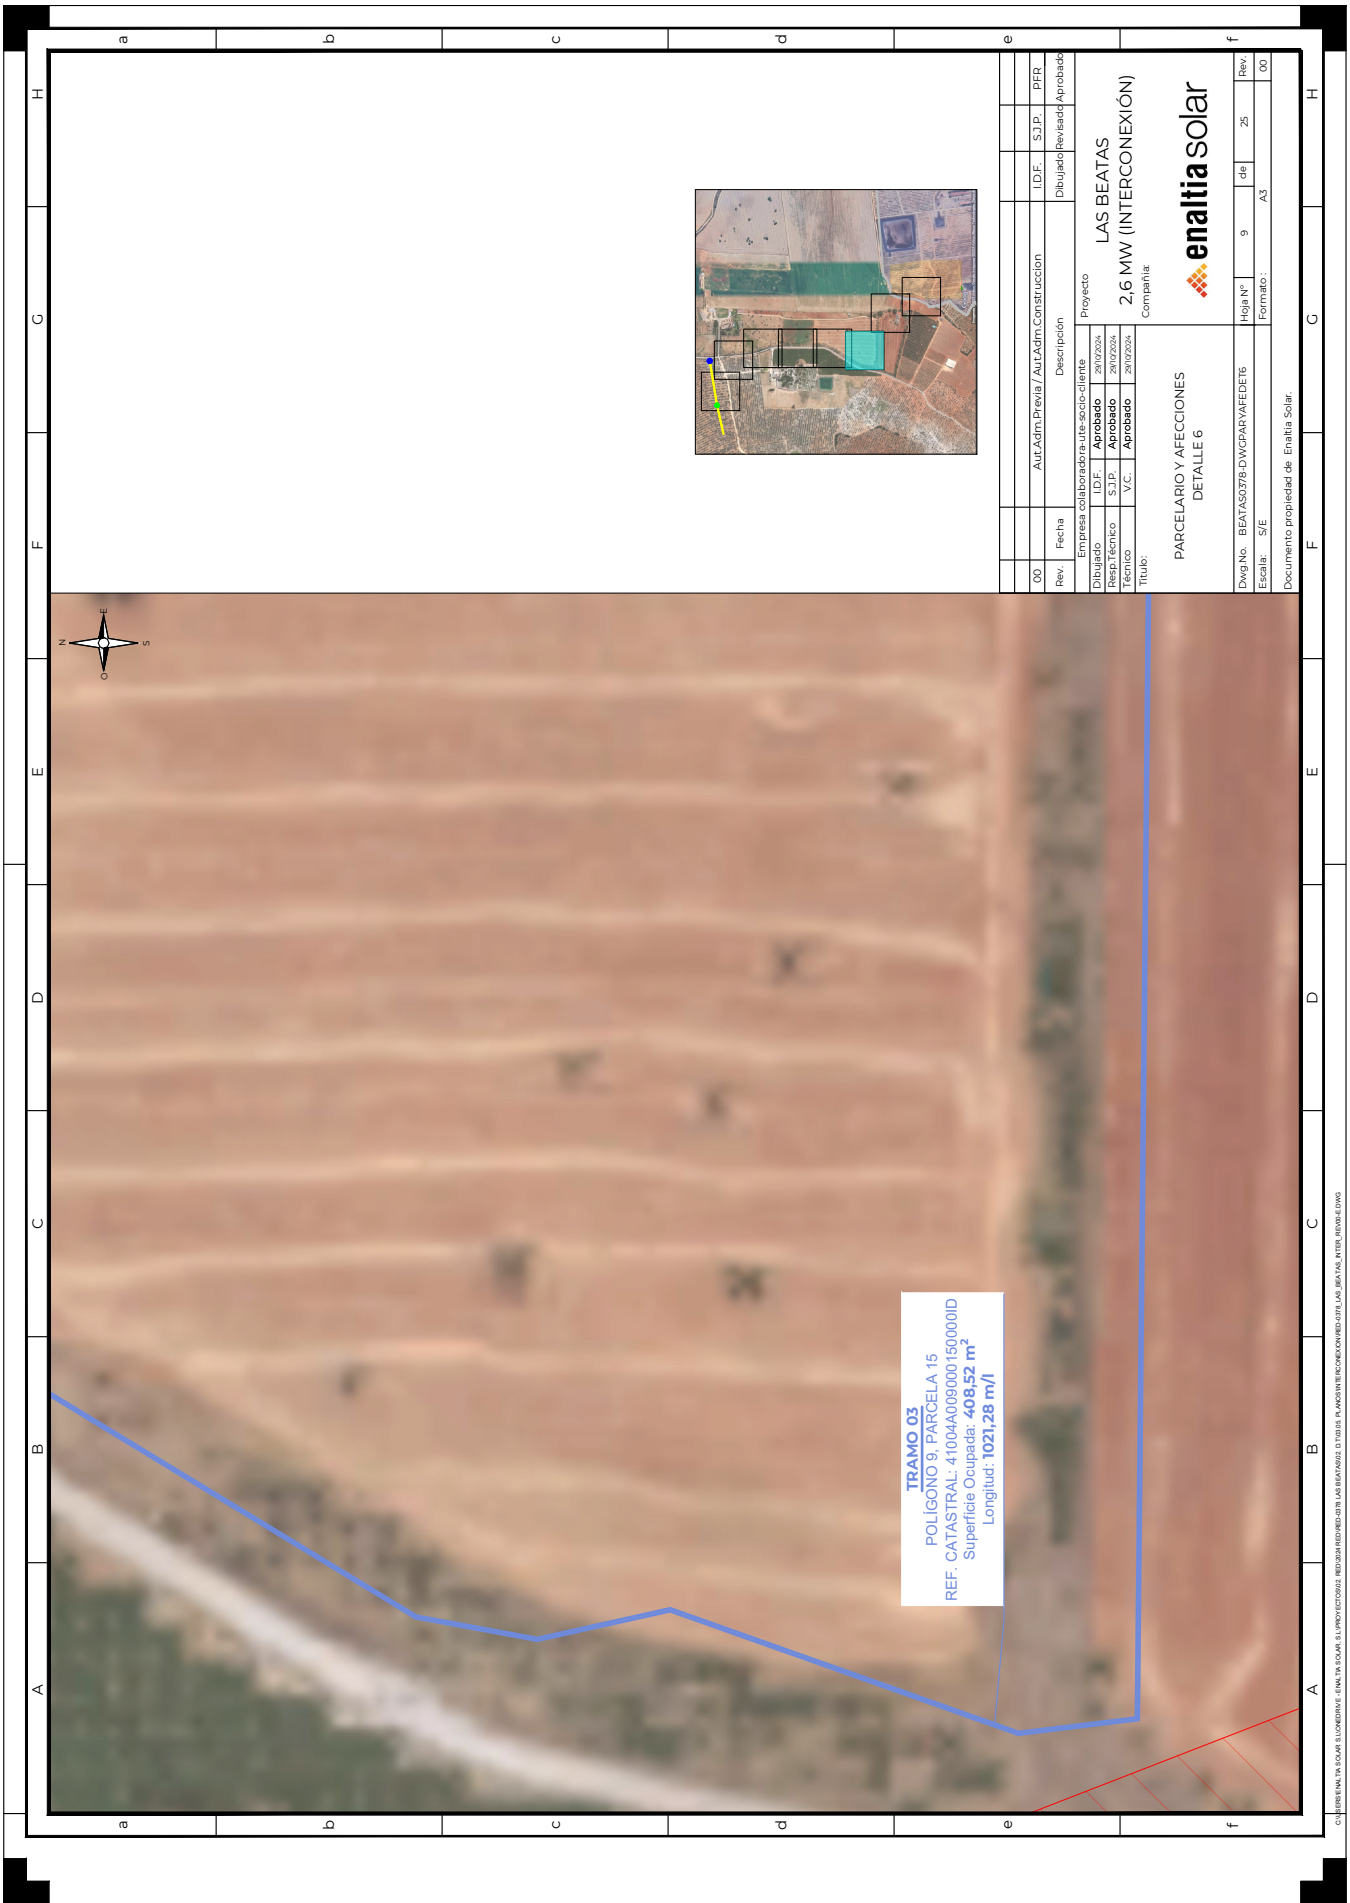 H
G
F
E
D
C
B
A
a
b
c
d
e
f
N
E
S
O
TRAMO 03
POLÍGONO 9, PARCELA 15
REF. CATASTRAL: 41004A009000150000ID
Superficie Ocupada: 408,52 m²
Longitud: 1021,28 m/l
00 Aut.Adm.Previa / Aut.Adm.Construccion I.D.F. S.J.P. PFR
Rev. Fecha Descripción Dibujado Revisado Aprobado
Empresa colaboradora-ute-socio-cliente
Dibujado I.D.F. Aprobado 29/10/2024
Resp.Técnico S.J.P. Aprobado 29/10/2024
Técnico V.C. Aprobado 29/10/2024
Proyecto
LAS BEATAS
2,6 MW (INTERCONEXIÓN)
Título:
PARCELARIO Y AFECCIONES
DETALLE 6
Compañia:
enaltia solar
Dwg.No. BEATAS0378-DWGPARYAFEDET6 Hoja Nº 9 de 25 Rev.
Escala: S/E Formato : A3 00
Documento propiedad de Enaltia Solar.
A
B
C
D
E
F
G
H
a
b
c
d
e
f